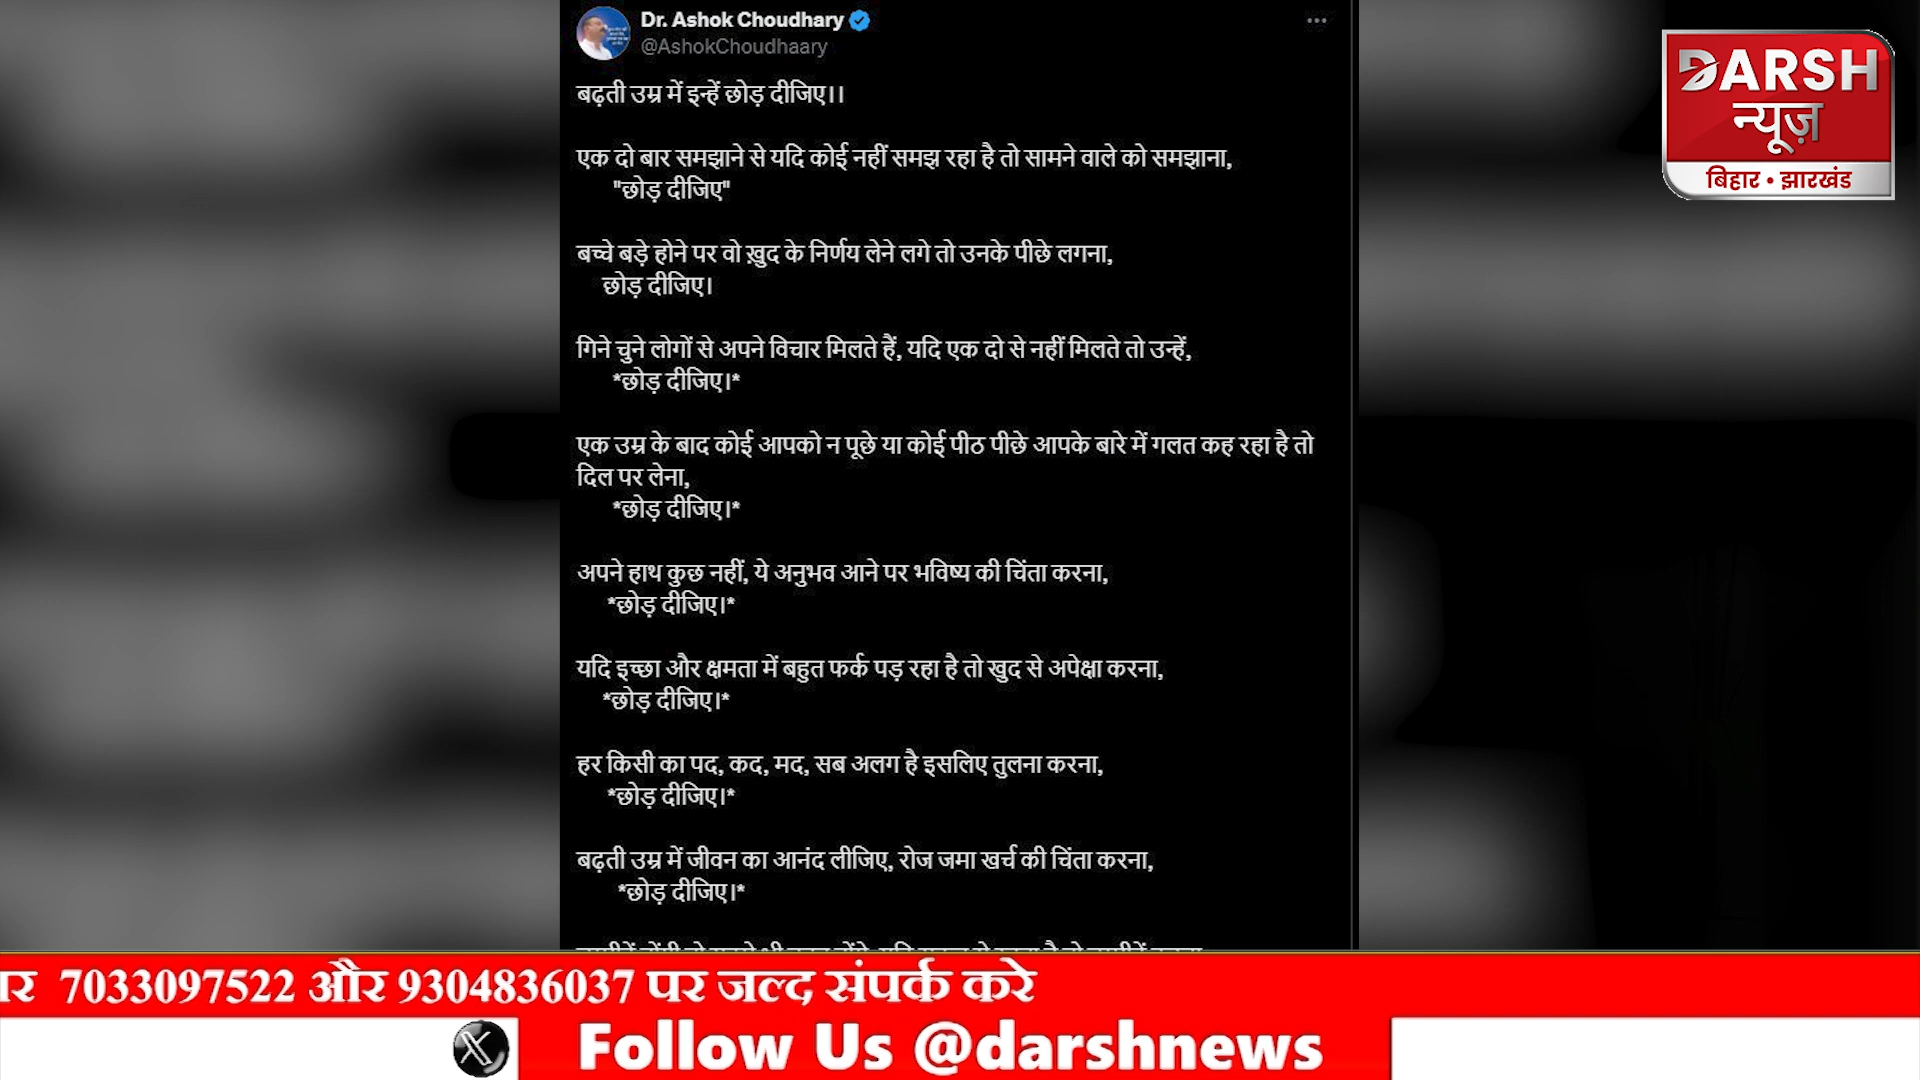 Dr. Ashok Choudhary
@AshokChoudhaary
बढ़ती उम्र में इन्हें छोड़ दीजिए।।
एक दो बार समझाने से यदि कोई नहीं समझ रहा है तो सामने वाले को समझाना,
"छोड़ दीजिए"
बच्चे बड़े होने पर वो ख़ुद के निर्णय लेने लगे तो उनके पीछे लगना,
छोड़ दीजिए।
गिने चुने लोगों से अपने विचार मिलते हैं, यदि एक दो से नहीं मिलते तो उन्हें,
*छोड़ दीजिए।*
एक उम्र के बाद कोई आपको न पूछे या कोई पीठ पीछे आपके बारे में गलत कह रहा है तो
दिल पर लेना,
*छोड़ दीजिए।*
अपने हाथ कुछ नहीं, ये अनुभव आने पर भविष्य की चिंता करना,
*छोड़ दीजिए।*
यदि इच्छा और क्षमता में बहुत फर्क पड़ रहा है तो खुद से अपेक्षा करना,
*छोड़ दीजिए।*
हर किसी का पद, कद, मद, सब अलग है इसलिए तुलना करना,
*छोड़ दीजिए।*
बढ़ती उम्र में जीवन का आनंद लीजिए, रोज जमा खर्च की चिंता करना,
*छोड़ दीजिए।*
DARSH
न्यूज़
बिहार • झारखंड
7033097522 और 9304836037 पर जल्द संपर्क करे
Follow Us @darshnews